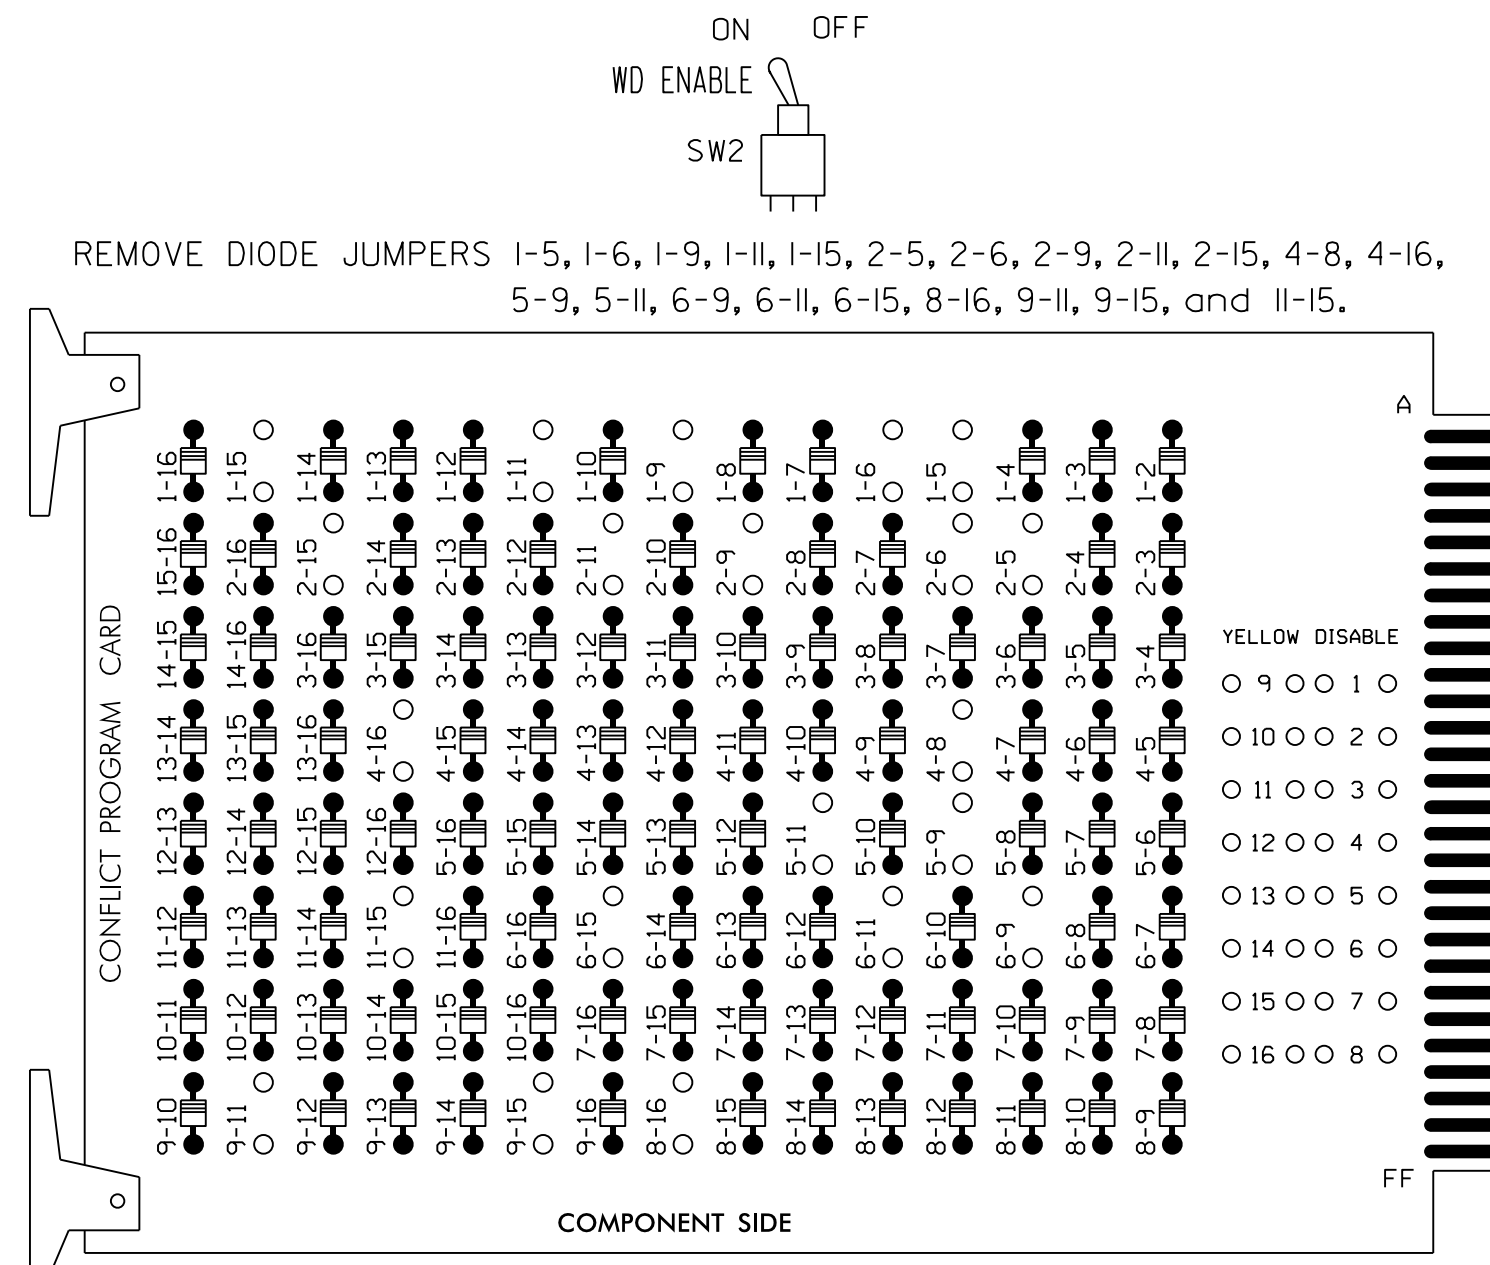 ON OFF
WD ENABLE
SW2
REMOVE DIODE JUMPERS 1-5, 1-6, 1-9, 1-11, 1-15, 2-5, 2-6, 2-9, 2-11, 2-15, 4-8, 4-16,
5-9, 5-11, 6-9, 6-11, 6-15, 8-16, 9-11, 9-15, and 11-15.
A
1-16 1-15 1-14 1-13 1-12 1-11 1-10 1-9 1-8 1-7 1-6 1-5 1-4 1-3 1-2
15-16 2-16 2-15 2-14 2-13 2-12 2-11 2-10 2-9 2-8 2-7 2-6 2-5 2-4 2-3
14-15 14-16 3-16 3-15 3-14 3-13 3-12 3-11 3-10 3-9 3-8 3-7 3-6 3-5 3-4
13-14 13-15 13-16 4-16 4-15 4-14 4-13 4-12 4-11 4-10 4-9 4-8 4-7 4-6 4-5
12-13 12-14 12-15 12-16 5-16 5-15 5-14 5-13 5-12 5-11 5-10 5-9 5-8 5-7 5-6
11-12 11-13 11-14 11-15 11-16 6-16 6-15 6-14 6-13 6-12 6-11 6-10 6-9 6-8 6-7
10-11 10-12 10-13 10-14 10-15 10-16 7-16 7-15 7-14 7-13 7-12 7-11 7-10 7-9 7-8
9-10 9-11 9-12 9-13 9-14 9-15 9-16 8-16 8-15 8-14 8-13 8-12 8-11 8-10 8-9
CONFLICT PROGRAM CARD
YELLOW DISABLE
9 1
10 2
11 3
12 4
13 5
14 6
15 7
16 8
FF
COMPONENT SIDE